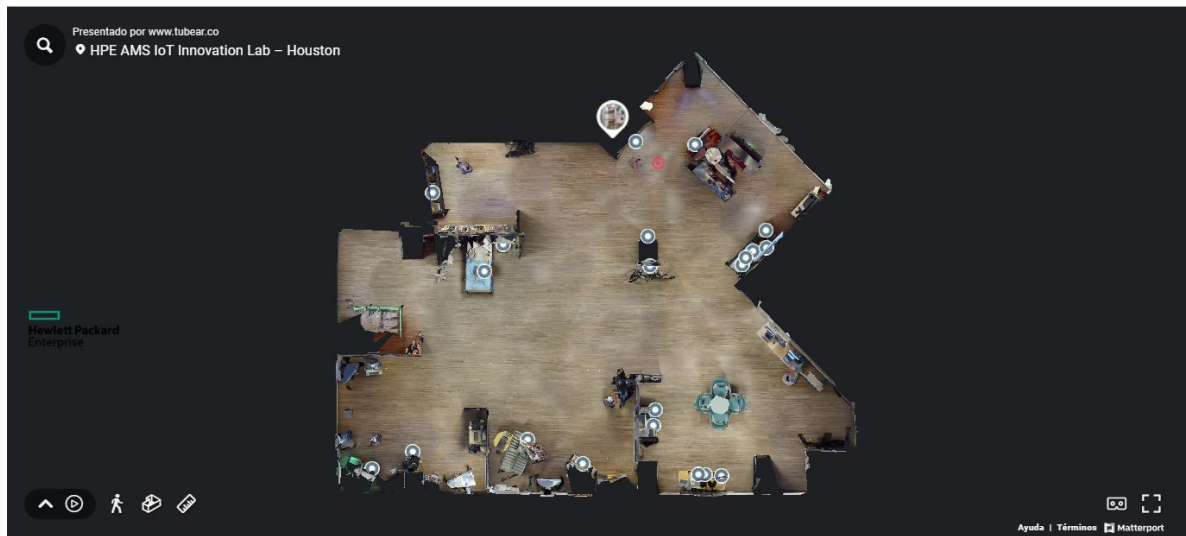 Presentado por www.tubear.co
HPE AMS IoT Innovation Lab – Houston
Hewlett Packard
Enterprise
Ayuda | Términos Matterport